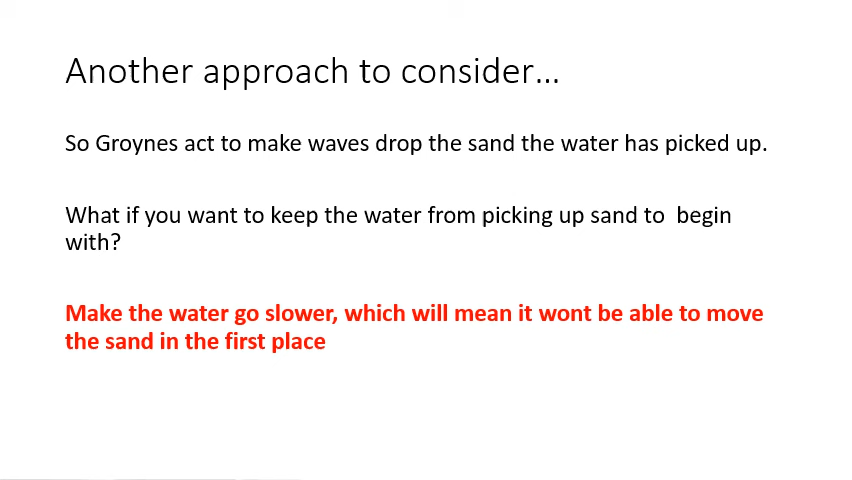 Another approach to consider...
So Groynes act to make waves drop the sand the water has picked up.
What if you want to keep the water from picking up sand to  begin
with?
Make the water go slower, which will mean it wont be able to move
the sand in the first place